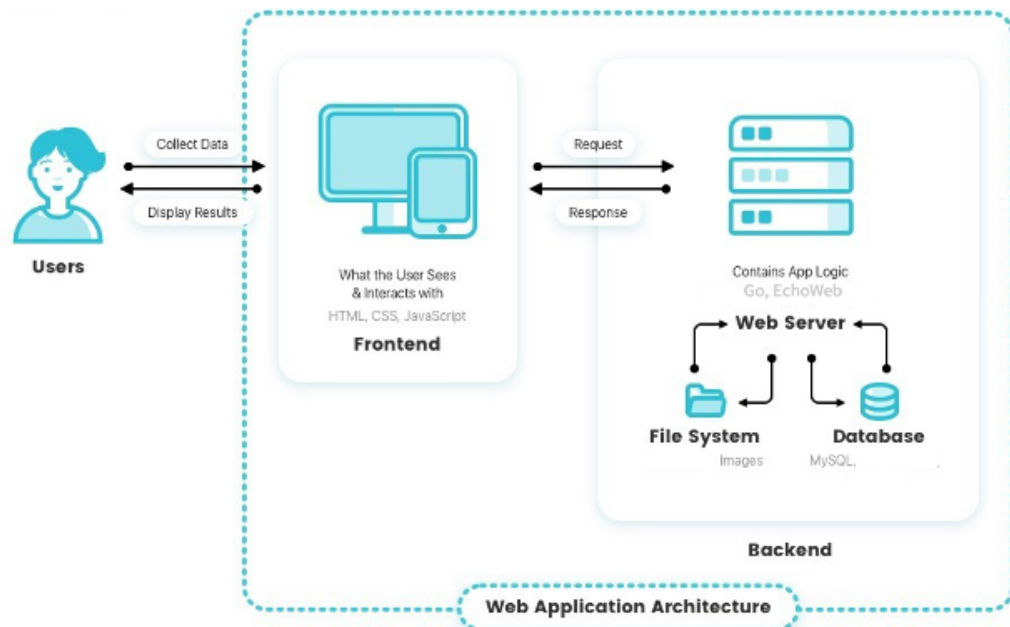 Collect Data
Display Results
Users
What the User Sees
& Interacts with
HTML, CSS, JavaScript
Frontend
Request
Response
Contains App Logic
Go, EchoWeb
Web Server
File System
Images
Database
MySQL,
Backend
Web Application Architecture